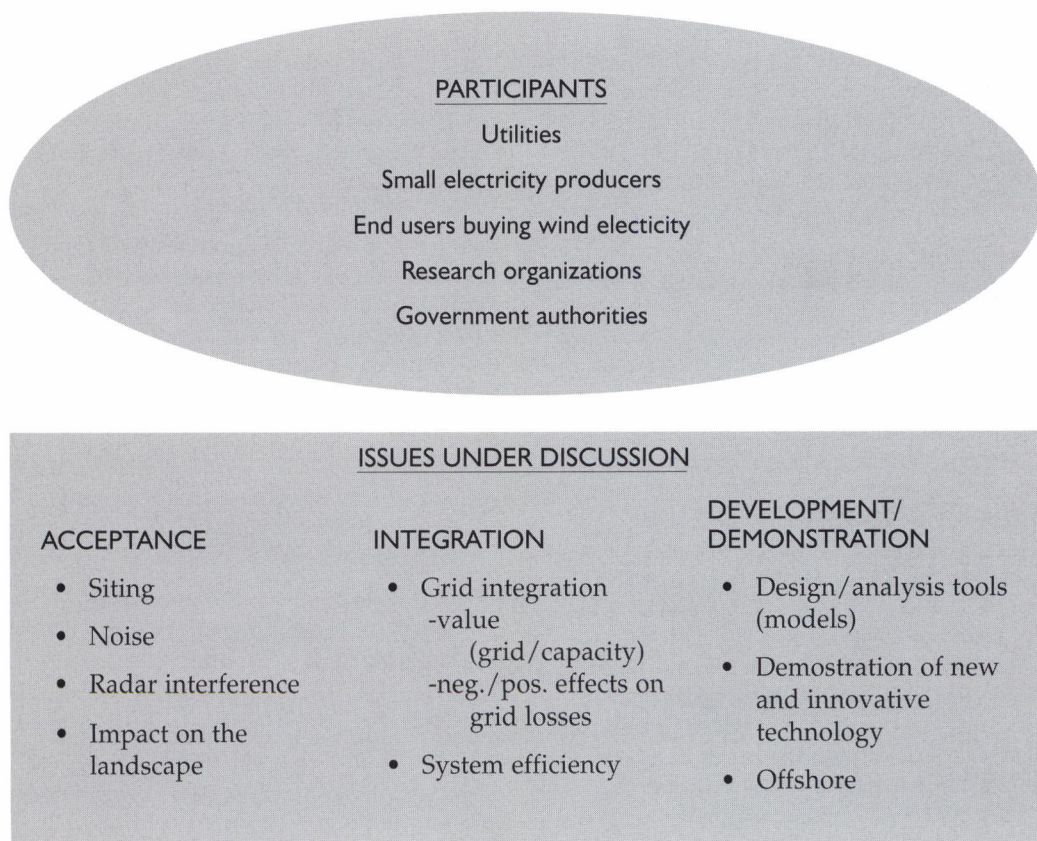 PARTICIPANTS
Utilities
Small electricity producers
End users buying wind electicity
Research organizations
Government authorities
ISSUES UNDER DISCUSSION
ACCEPTANCE
• Siting
• Noise
• Radar interference
• Impact on the
landscape
INTEGRATION
• Grid integration
-value
(grid/capacity)
-neg./pos. effects on
grid losses
• System efficiency
DEVELOPMENT/
DEMONSTRATION
• Design/analysis tools
(models)
• Demostration of new
and innovative
technology
• Offshore